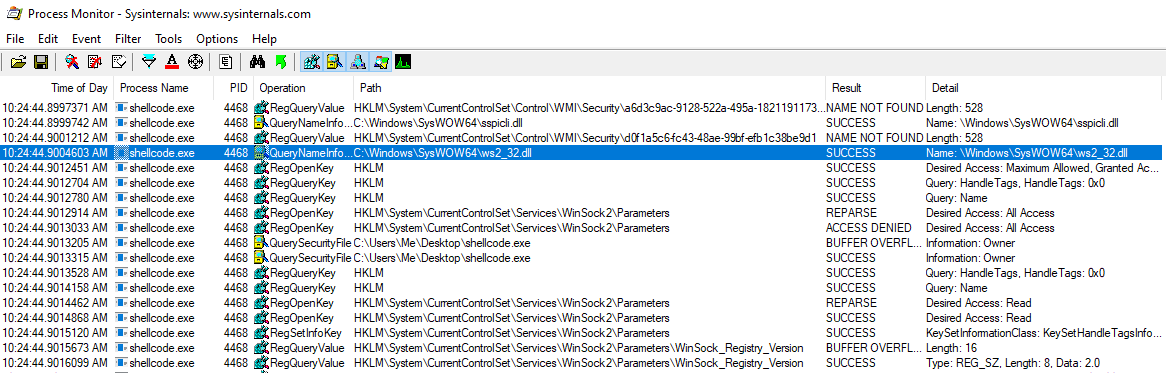 Process Monitor - Sysinternals: www.sysinternals.com
File Edit Event Filter Tools Options Help
Time of Day Process Name PID Operation Path Result Detail
10:24:44.8997371 AM shellcode.exe 4468 RegQueryValue HKLM\System\CurrentControlSet\Control\WMI\Security\a6d3c9ac-9128-522a-495a-1821191173... NAME NOT FOUND Length: 528
10:24:44.8999742 AM shellcode.exe 4468 QueryNameInfo... C:\Windows\SysWOW64\sspicli.dll SUCCESS Name: \Windows\SysWOW64\sspicli.dll
10:24:44.9001212 AM shellcode.exe 4468 RegQueryValue HKLM\System\CurrentControlSet\Control\WMI\Security\d0f1a5c6-fc43-48ae-99bf-efb1c38be9d1 NAME NOT FOUND Length: 528
10:24:44.9004603 AM shellcode.exe 4468 QueryNameInfo... C:\Windows\SysWOW64\ws2_32.dll SUCCESS Name: \Windows\SysWOW64\ws2_32.dll
10:24:44.9012451 AM shellcode.exe 4468 RegOpenKey HKLM SUCCESS Desired Access: Maximum Allowed, Granted Ac...
10:24:44.9012704 AM shellcode.exe 4468 RegQueryKey HKLM SUCCESS Query: HandleTags, HandleTags: 0x0
10:24:44.9012780 AM shellcode.exe 4468 RegQueryKey HKLM SUCCESS Query: Name
10:24:44.9012914 AM shellcode.exe 4468 RegOpenKey HKLM\System\CurrentControlSet\Services\WinSock2\Parameters REPARSE Desired Access: All Access
10:24:44.9013033 AM shellcode.exe 4468 RegOpenKey HKLM\System\CurrentControlSet\Services\WinSock2\Parameters ACCESS DENIED Desired Access: All Access
10:24:44.9013205 AM shellcode.exe 4468 QuerySecurityFile C:\Users\Me\Desktop\shellcode.exe BUFFER OVERFL... Information: Owner
10:24:44.9013315 AM shellcode.exe 4468 QuerySecurityFile C:\Users\Me\Desktop\shellcode.exe SUCCESS Information: Owner
10:24:44.9013528 AM shellcode.exe 4468 RegQueryKey HKLM SUCCESS Query: HandleTags, HandleTags: 0x0
10:24:44.9014158 AM shellcode.exe 4468 RegQueryKey HKLM SUCCESS Query: Name
10:24:44.9014462 AM shellcode.exe 4468 RegOpenKey HKLM\System\CurrentControlSet\Services\WinSock2\Parameters REPARSE Desired Access: Read
10:24:44.9014868 AM shellcode.exe 4468 RegOpenKey HKLM\System\CurrentControlSet\Services\WinSock2\Parameters SUCCESS Desired Access: Read
10:24:44.9015120 AM shellcode.exe 4468 RegSetInfoKey HKLM\System\CurrentControlSet\Services\WinSock2\Parameters SUCCESS KeySetInformationClass: KeySetHandleTagsInfo...
10:24:44.9015673 AM shellcode.exe 4468 RegQueryValue HKLM\System\CurrentControlSet\Services\WinSock2\Parameters\WinSock_Registry_Version BUFFER OVERFL... Length: 16
10:24:44.9016099 AM shellcode.exe 4468 RegQueryValue HKLM\System\CurrentControlSet\Services\WinSock2\Parameters\WinSock_Registry_Version SUCCESS Type: REG_SZ, Length: 8, Data: 2.0